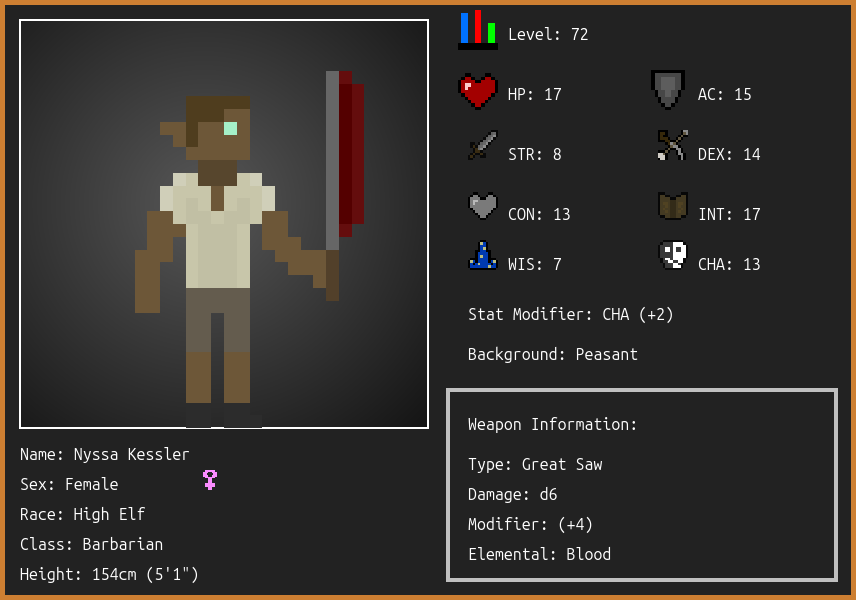 Level: 72
HP: 17
AC: 15
STR: 8
DEX: 14
CON: 13
INT: 17
WIS: 7
CHA: 13
Stat Modifier: CHA (+2)
Background: Peasant
Weapon Information:
Type: Great Saw
Damage: d6
Modifier: (+4)
Elemental: Blood
Name: Nyssa Kessler
Sex: Female
Race: High Elf
Class: Barbarian
Height: 154cm (5'1")